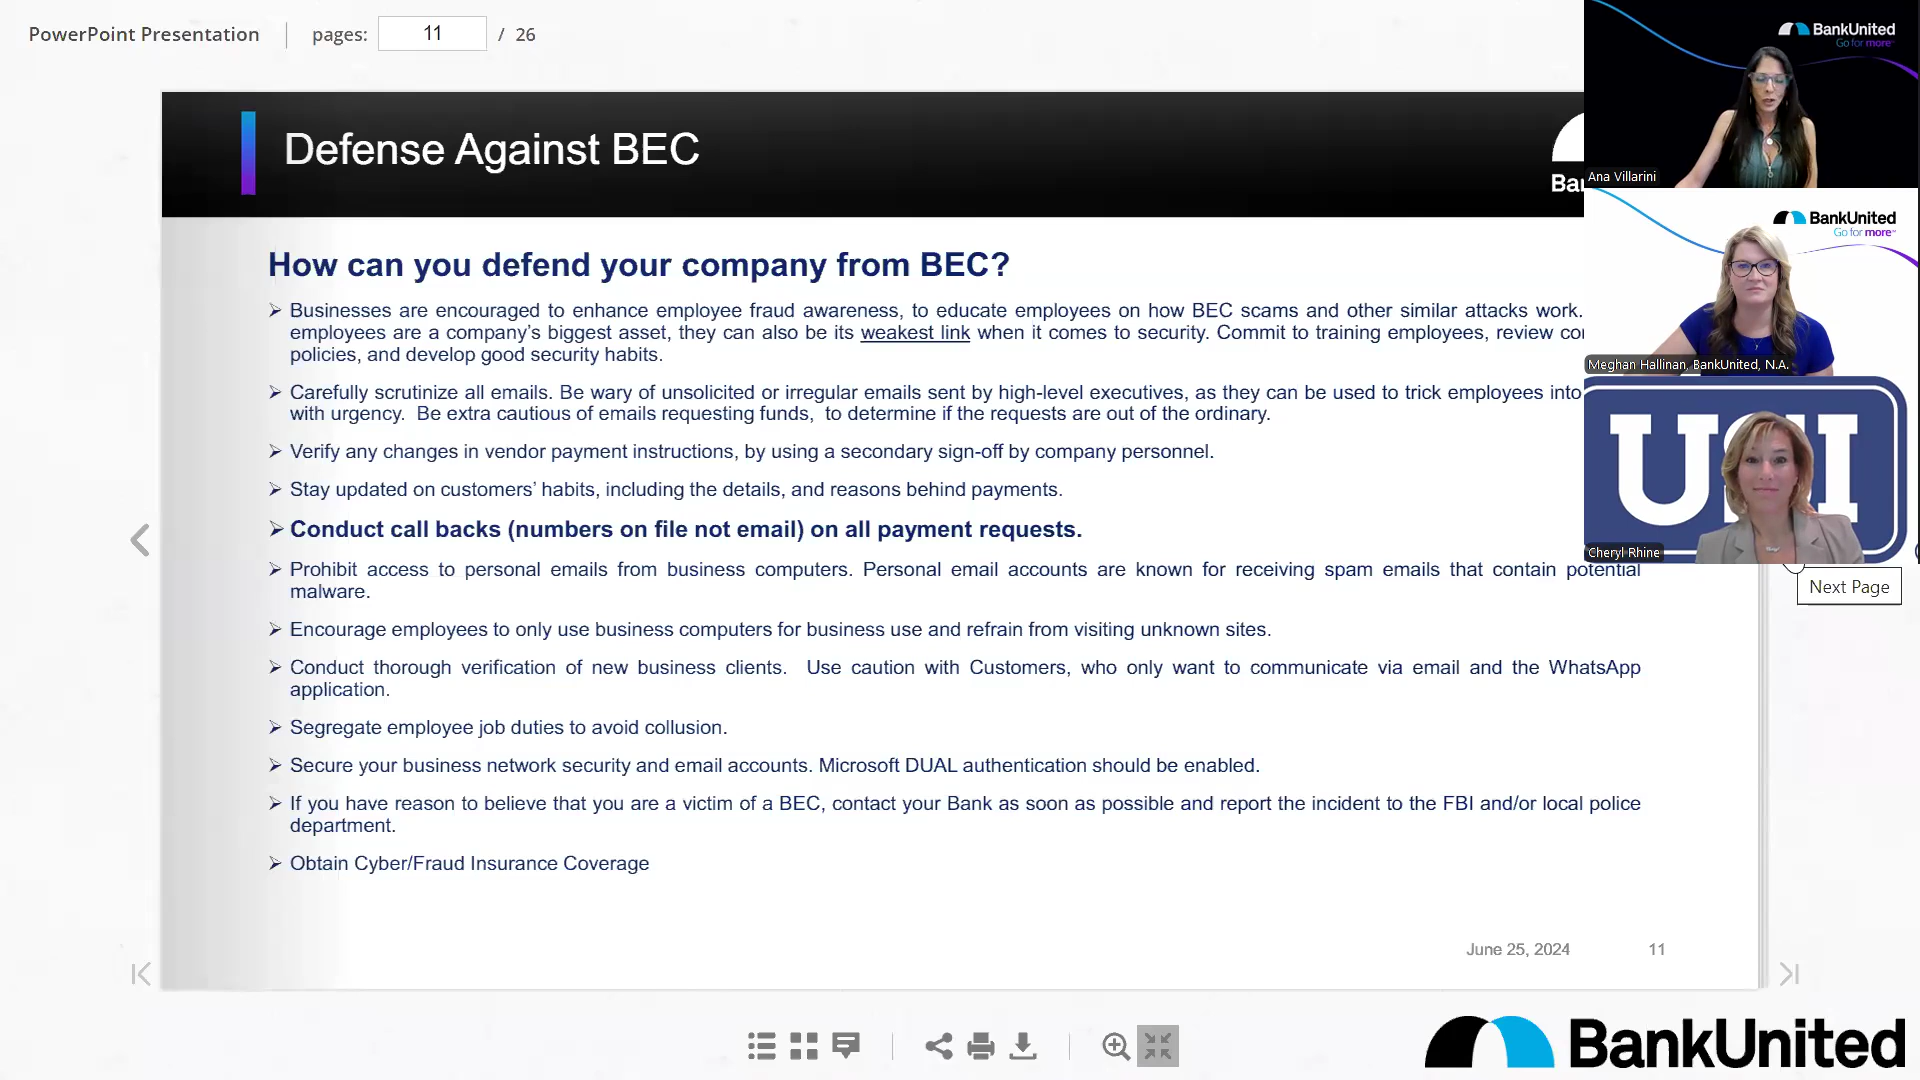 PowerPoint Presentation
pages: 11 / 26
Defense Against BEC
How can you defend your company from BEC?
➢ Businesses are encouraged to enhance employee fraud awareness, to educate employees on how BEC scams and other similar attacks work.
employees are a company’s biggest asset, they can also be its weakest link when it comes to security. Commit to training employees, review
policies, and develop good security habits.
➢ Carefully scrutinize all emails. Be wary of unsolicited or irregular emails sent by high-level executives, as they can be used to trick employees into
with urgency.  Be extra cautious of emails requesting funds,  to determine if the requests are out of the ordinary.
➢ Verify any changes in vendor payment instructions, by using a secondary sign-off by company personnel.
➢ Stay updated on customers’ habits, including the details, and reasons behind payments.
➢ Conduct call backs (numbers on file not email) on all payment requests.
➢ Prohibit access to personal emails from business computers. Personal email accounts are known for receiving spam emails that contain potential
malware.
➢ Encourage employees to only use business computers for business use and refrain from visiting unknown sites.
➢ Conduct thorough verification of new business clients.  Use caution with Customers, who only want to communicate via email and the WhatsApp
application.
➢ Segregate employee job duties to avoid collusion.
➢ Secure your business network security and email accounts. Microsoft DUAL authentication should be enabled.
➢ If you have reason to believe that you are a victim of a BEC, contact your Bank as soon as possible and report the incident to the FBI and/or local police
department.
➢ Obtain Cyber/Fraud Insurance Coverage
June 25, 2024 11
BankUnited
Go for more™
Ana Villarini
BankUnited
Go for more™
Meghan Hallinan, BankUnited, N.A.
USI
Cheryl Rhine
Next Page
BankUnited